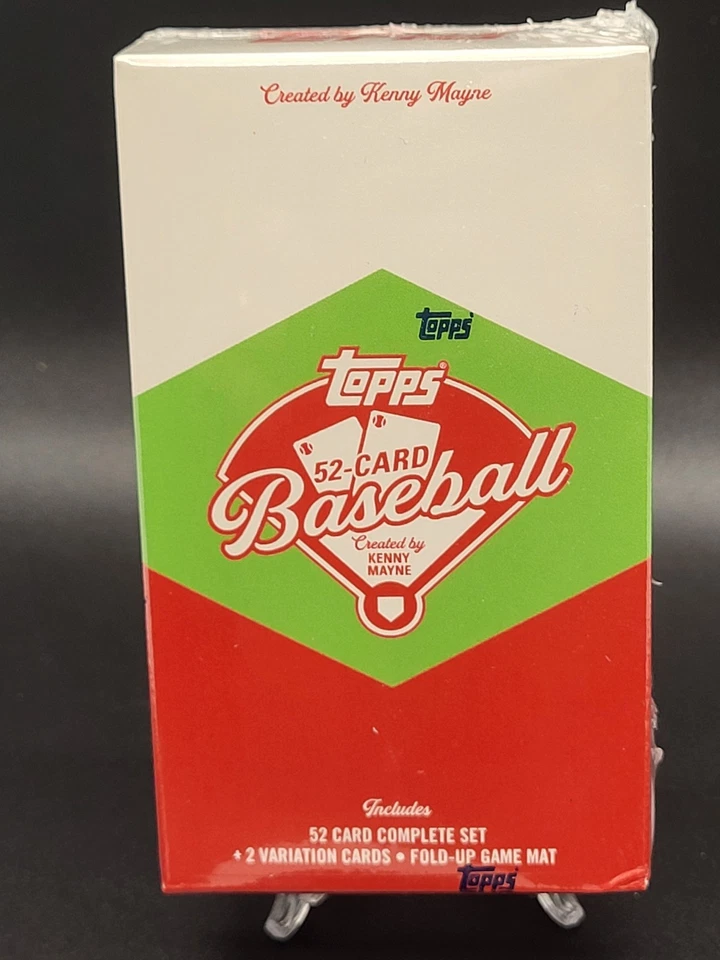 Created by Kenny Mayne
Topps
Topps®
52-CARD
Baseball
Created by
KENNY
MAYNE
Includes
52 CARD COMPLETE SET
+ 2 VARIATION CARDS • FOLD-UP GAME MAT
Topps